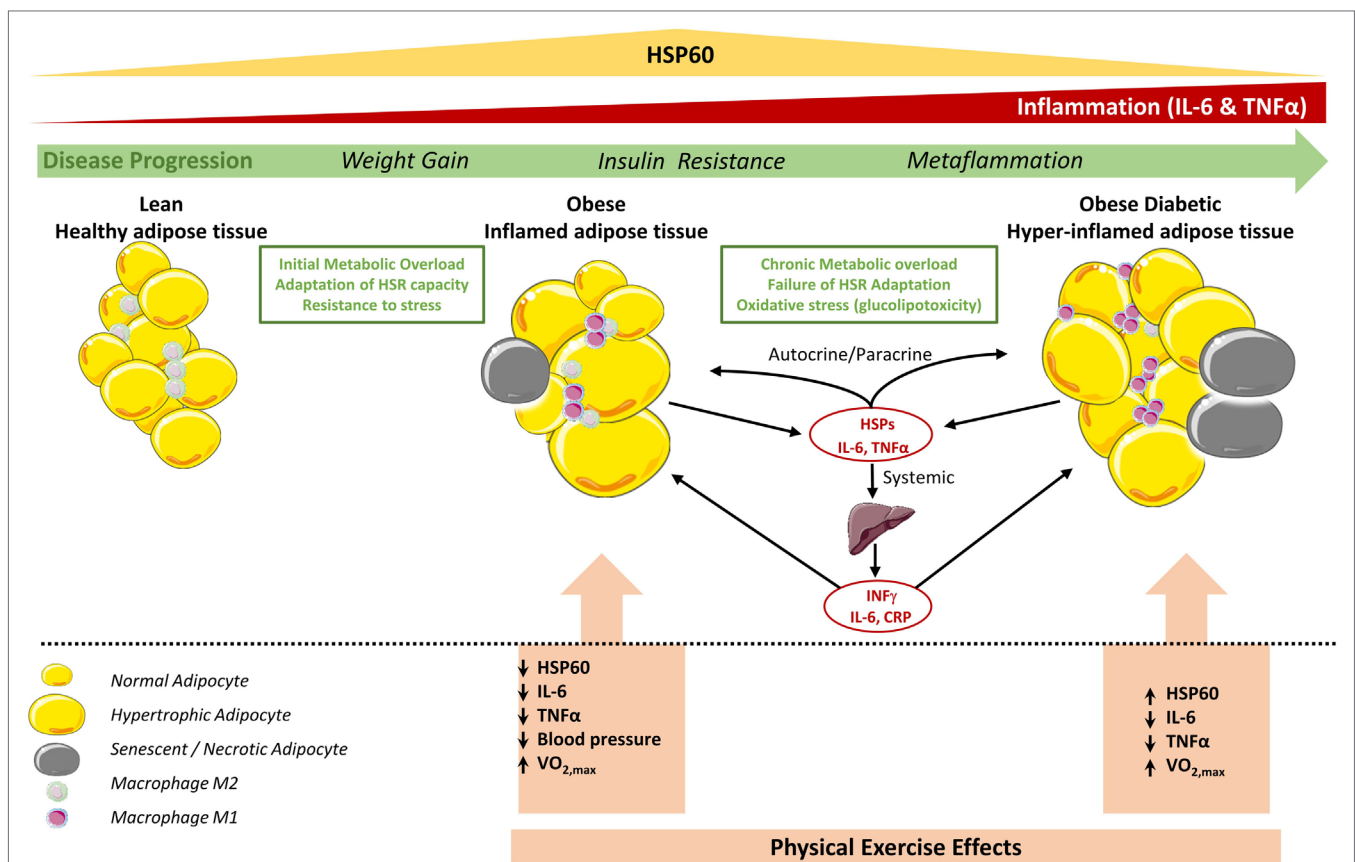 HSP60
Inflammation (IL-6 & TNFα)
Disease Progression Weight Gain Insulin Resistance Metaflammation
Lean
Healthy adipose tissue
Obese
Inflamed adipose tissue
Obese Diabetic
Hyper-inflamed adipose tissue
Initial Metabolic Overload
Adaptation of HSR capacity
Resistance to stress
Chronic Metabolic overload
Failure of HSR Adaptation
Oxidative stress (glucolipotoxicity)
Autocrine/Paracrine
HSPs
IL-6, TNFα
Systemic
INFγ
IL-6, CRP
Normal Adipocyte
Hypertrophic Adipocyte
Senescent / Necrotic Adipocyte
Macrophage M2
Macrophage M1
↓ HSP60
↓ IL-6
↓ TNFα
↓ Blood pressure
↑ VO2,max
↑ HSP60
↓ IL-6
↓ TNFα
↑ VO2,max
Physical Exercise Effects